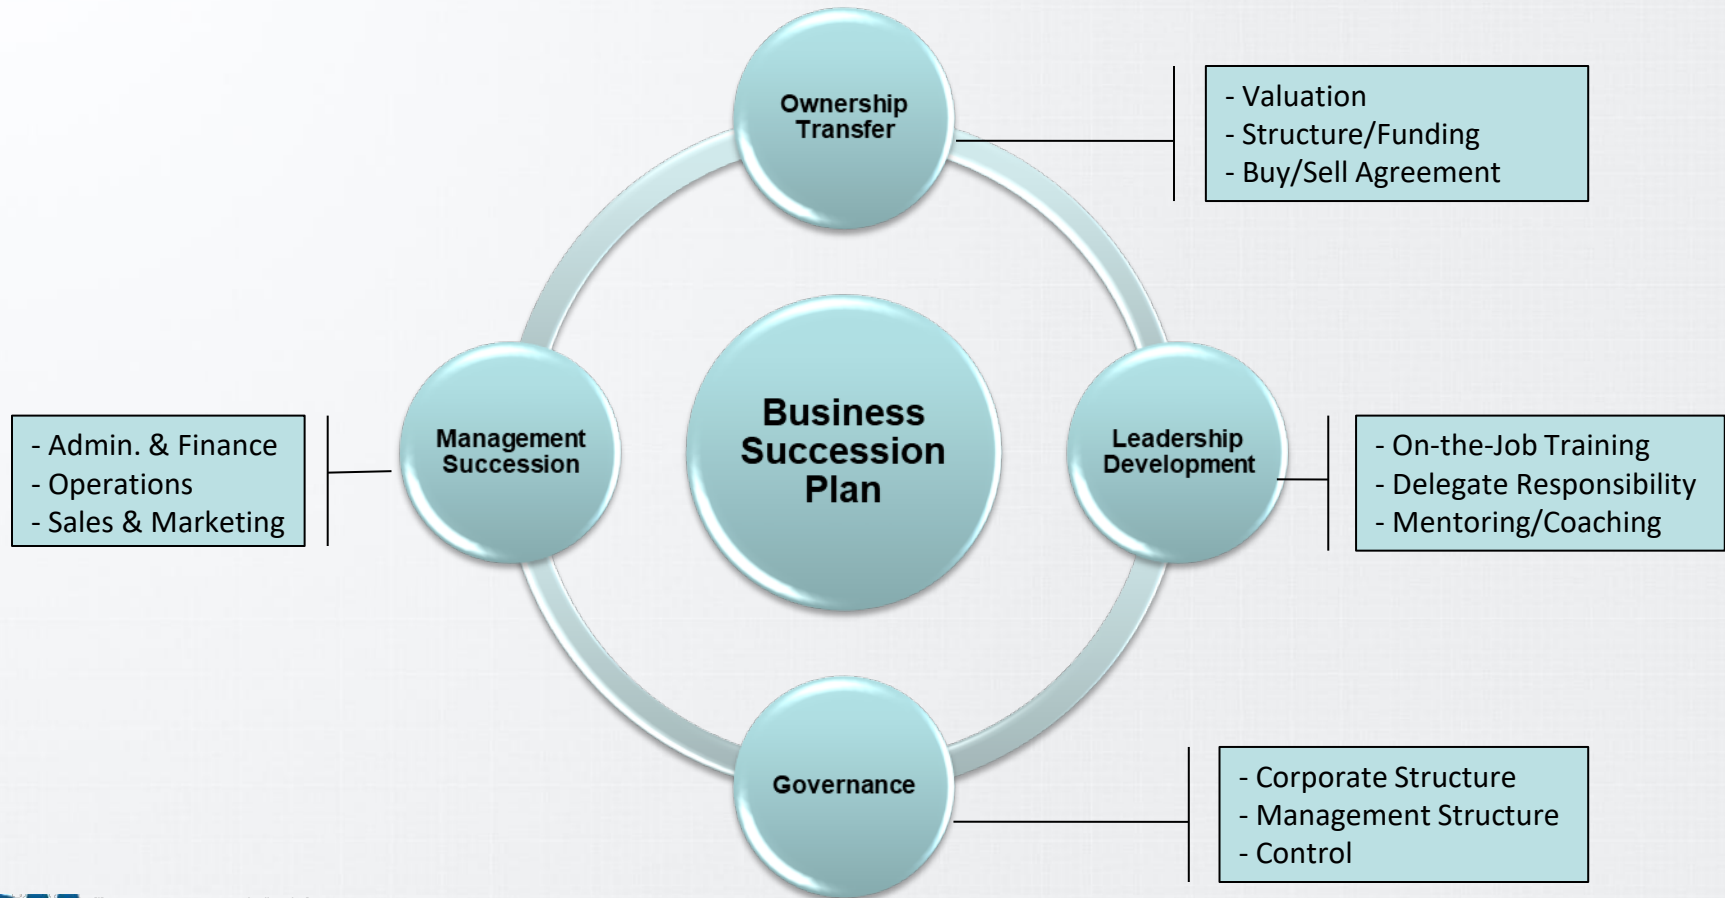 Ownership
Transfer
- Valuation
- Structure/Funding
- Buy/Sell Agreement
Business
Succession
Plan
Management
Succession
- Admin. & Finance
- Operations
- Sales & Marketing
Leadership
Development
- On-the-Job Training
- Delegate Responsibility
- Mentoring/Coaching
Governance
- Corporate Structure
- Management Structure
- Control